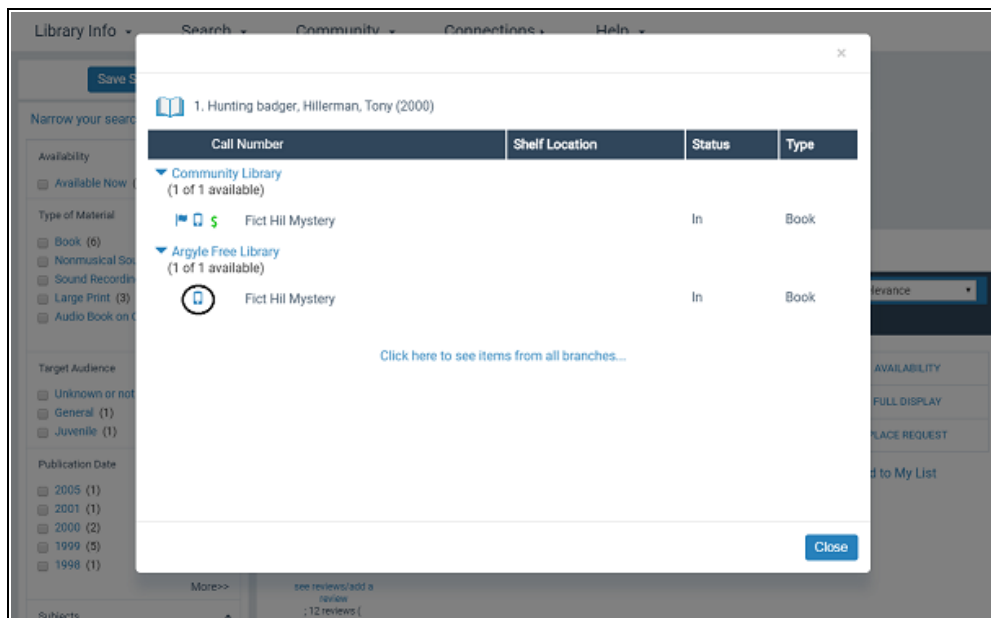 Library Info Search Community Connections Help
×
Save S
1. Hunting badger, Hillerman, Tony (2000)
Narrow your searc
Call Number Shelf Location Status Type
Availability
Community Library
(1 of 1 available)
Available Now (
Type of Material
$ Fict Hil Mystery In Book
Book (6)
Argyle Free Library
Nonmusical Sou
(1 of 1 available)
Sound Recordin
Large Print (3)
Fict Hil Mystery In Book
elevance
Audio Book on C
Click here to see items from all branches...
Target Audience
AVAILABILITY
Unknown or not
FULL DISPLAY
General (1)
Juvenile (1)
PLACE REQUEST
Publication Date
d to My List
2005 (1)
2001 (1)
2000 (2)
1999 (5)
Close
1998 (1)
More>>
see reviews/add a
review
; 12 reviews (
Subjects